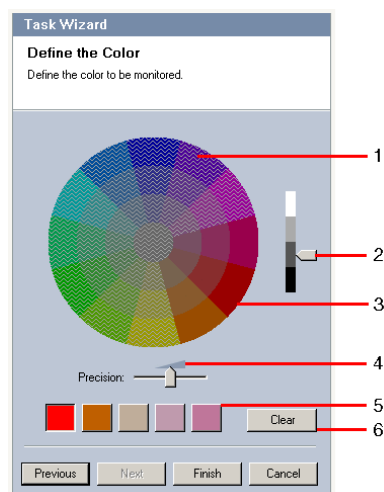 Task Wizard
Define the Color
Define the color to be monitored.
1
2
3
4
Precision:
5
Clear
6
Previous
Next
Finish
Cancel